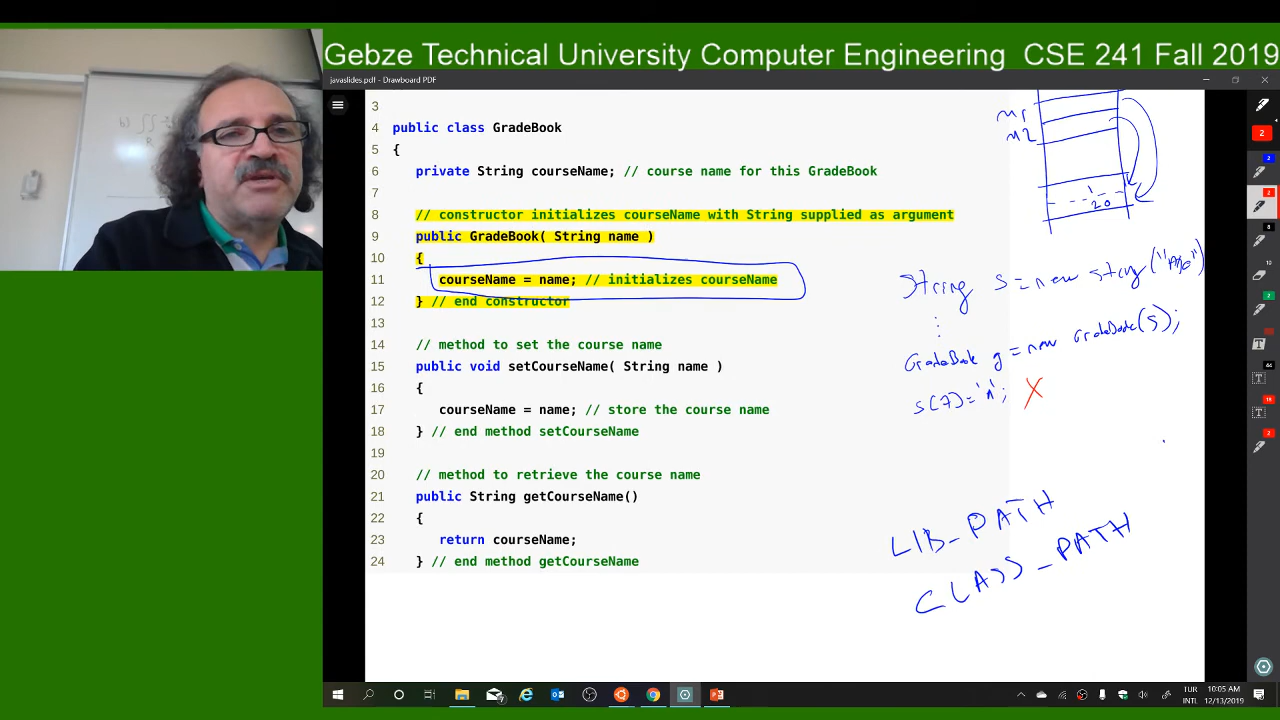 Gebze Technical University Computer Engineering CSE 241 Fall 2019
javaslides.pdf - Drawboard PDF
3
4 public class GradeBook
5 {
6 private String courseName; // course name for this GradeBook
7
8 // constructor initializes courseName with String supplied as argument
9 public GradeBook( String name )
10 {
11 courseName = name; // initializes courseName
12 } // end constructor
13
14 // method to set the course name
15 public void setCourseName( String name )
16 {
17 courseName = name; // store the course name
18 } // end method setCourseName
19
20 // method to retrieve the course name
21 public String getCourseName()
22 {
23 return courseName;
24 } // end method getCourseName
m1
m2
1
20
String s = new string(
GradeBook g = new GradeBook(s);
s(7)='n'; X
LIB_PATH
CLASS_PATH
TUR
INTL
10:05 AM
12/13/2019